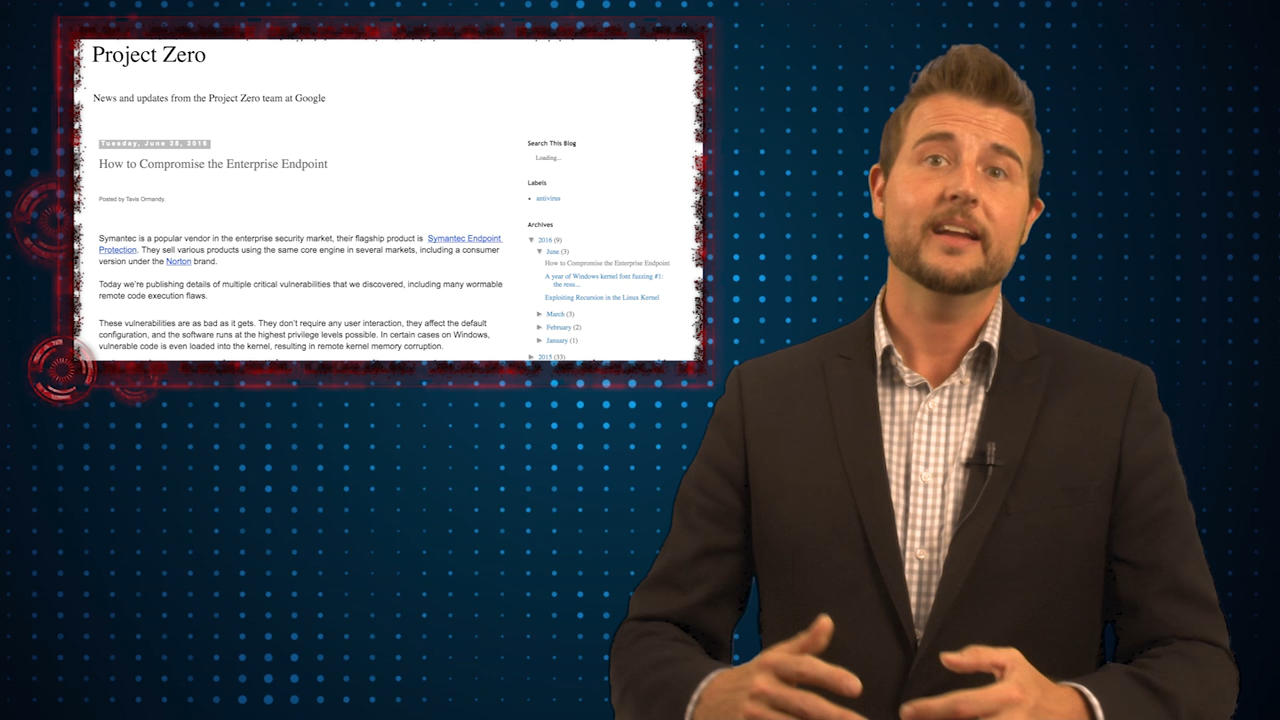 Project Zero
News and updates from the Project Zero team at Google
Tuesday, June 28, 2016
How to Compromise the Enterprise Endpoint
Posted by Tavis Ormandy.
Symantec is a popular vendor in the enterprise security market, their flagship product is Symantec Endpoint
Protection. They sell various products using the same core engine in several markets, including a consumer
version under the Norton brand.
Today we're publishing details of multiple critical vulnerabilities that we discovered, including many wormable
remote code execution flaws.
These vulnerabilities are as bad as it gets. They don't require any user interaction, they affect the default
configuration, and the software runs at the highest privilege levels possible. In certain cases on Windows,
vulnerable code is even loaded into the kernel, resulting in remote kernel memory corruption.
Search This Blog
Loading...
Labels
• antivirus
Archives
▼ 2016 (9)
▼ June (3)
How to Compromise the Enterprise Endpoint
A year of Windows kernel font fuzzing #1:
the resu...
Exploiting Recursion in the Linux Kernel
► March (3)
► February (2)
► January (1)
► 2015 (33)